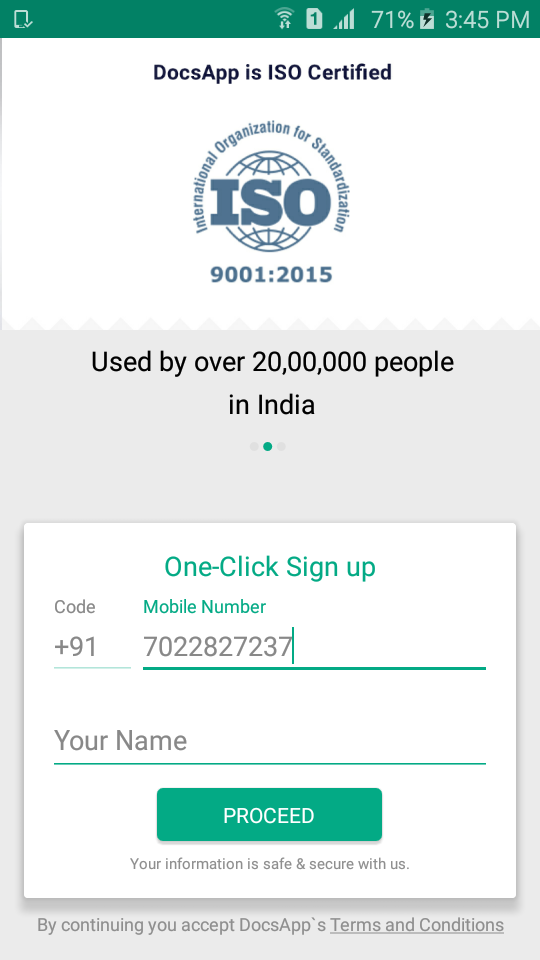 1 71% 3:45 PM
DocsApp is ISO Certified
International Organization for Standardization
ISO
9001:2015
Used by over 20,00,000 people
in India
One-Click Sign up
Code Mobile Number
+91 7022827237
Your Name
PROCEED
Your information is safe & secure with us.
By continuing you accept DocsApp`s Terms and Conditions